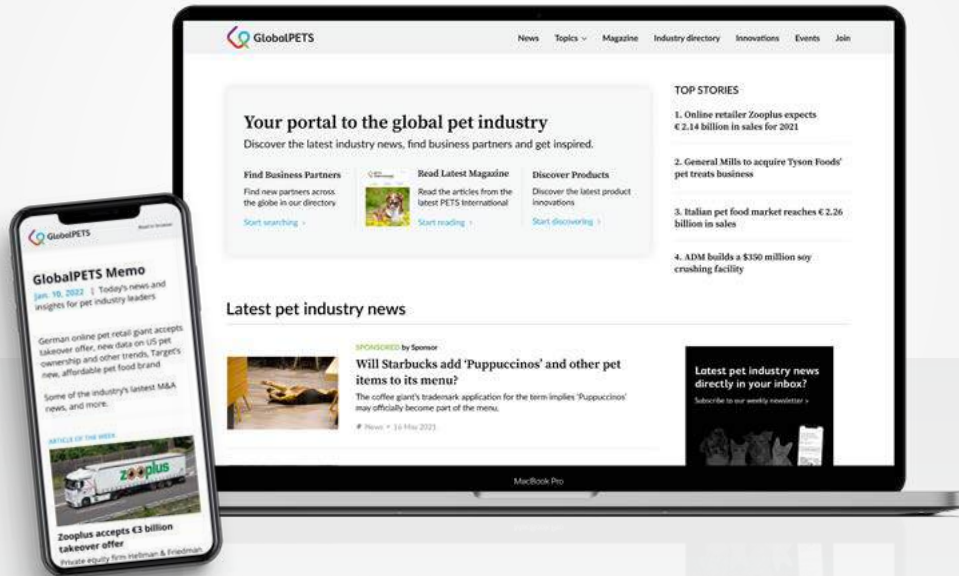 GlobalPETS
News Topics Magazine Industry directory Innovations Events Join
Your portal to the global pet industry
Discover the latest industry news, find business partners and get inspired.
Find Business Partners
Find new partners across
the globe in our directory
Start searching ›
Read Latest Magazine
Read the articles from the
latest PETS International
Start reading ›
Discover Products
Discover the latest product
innovations
Start discovering ›
TOP STORIES
1. Online retailer Zooplus expects
€ 2.14 billion in sales for 2021
2. General Mills to acquire Tyson Foods'
pet treats business
3. Italian pet food market reaches € 2.26
billion in sales
4. ADM builds a $350 million soy
crushing facility
Latest pet industry news
SPONSORED by Sponsor
Will Starbucks add 'Puppuccinos' and other pet
items to its menu?
The coffee giant's trademark application for the term implies 'Puppuccinos'
may officially become part of the menu.
# News • 16 May 2021
Latest pet industry news
directly in your inbox?
Subscribe to our weekly newsletter >
MacBook Pro
GlobalPETS
Read in browser
GlobalPETS Memo
Jan. 10, 2022 | Today's news and
insights for pet industry leaders
German online pet retail giant accepts
takeover offer, new data on US pet
ownership and other trends, Target's
new, affordable pet food brand
Some of the industry's lastest M&A
news, and more.
ARTICLE OF THE WEEK
zooplus
Zooplus accepts €3 billion
takeover offer
Private equity firm Hellman & Friedman